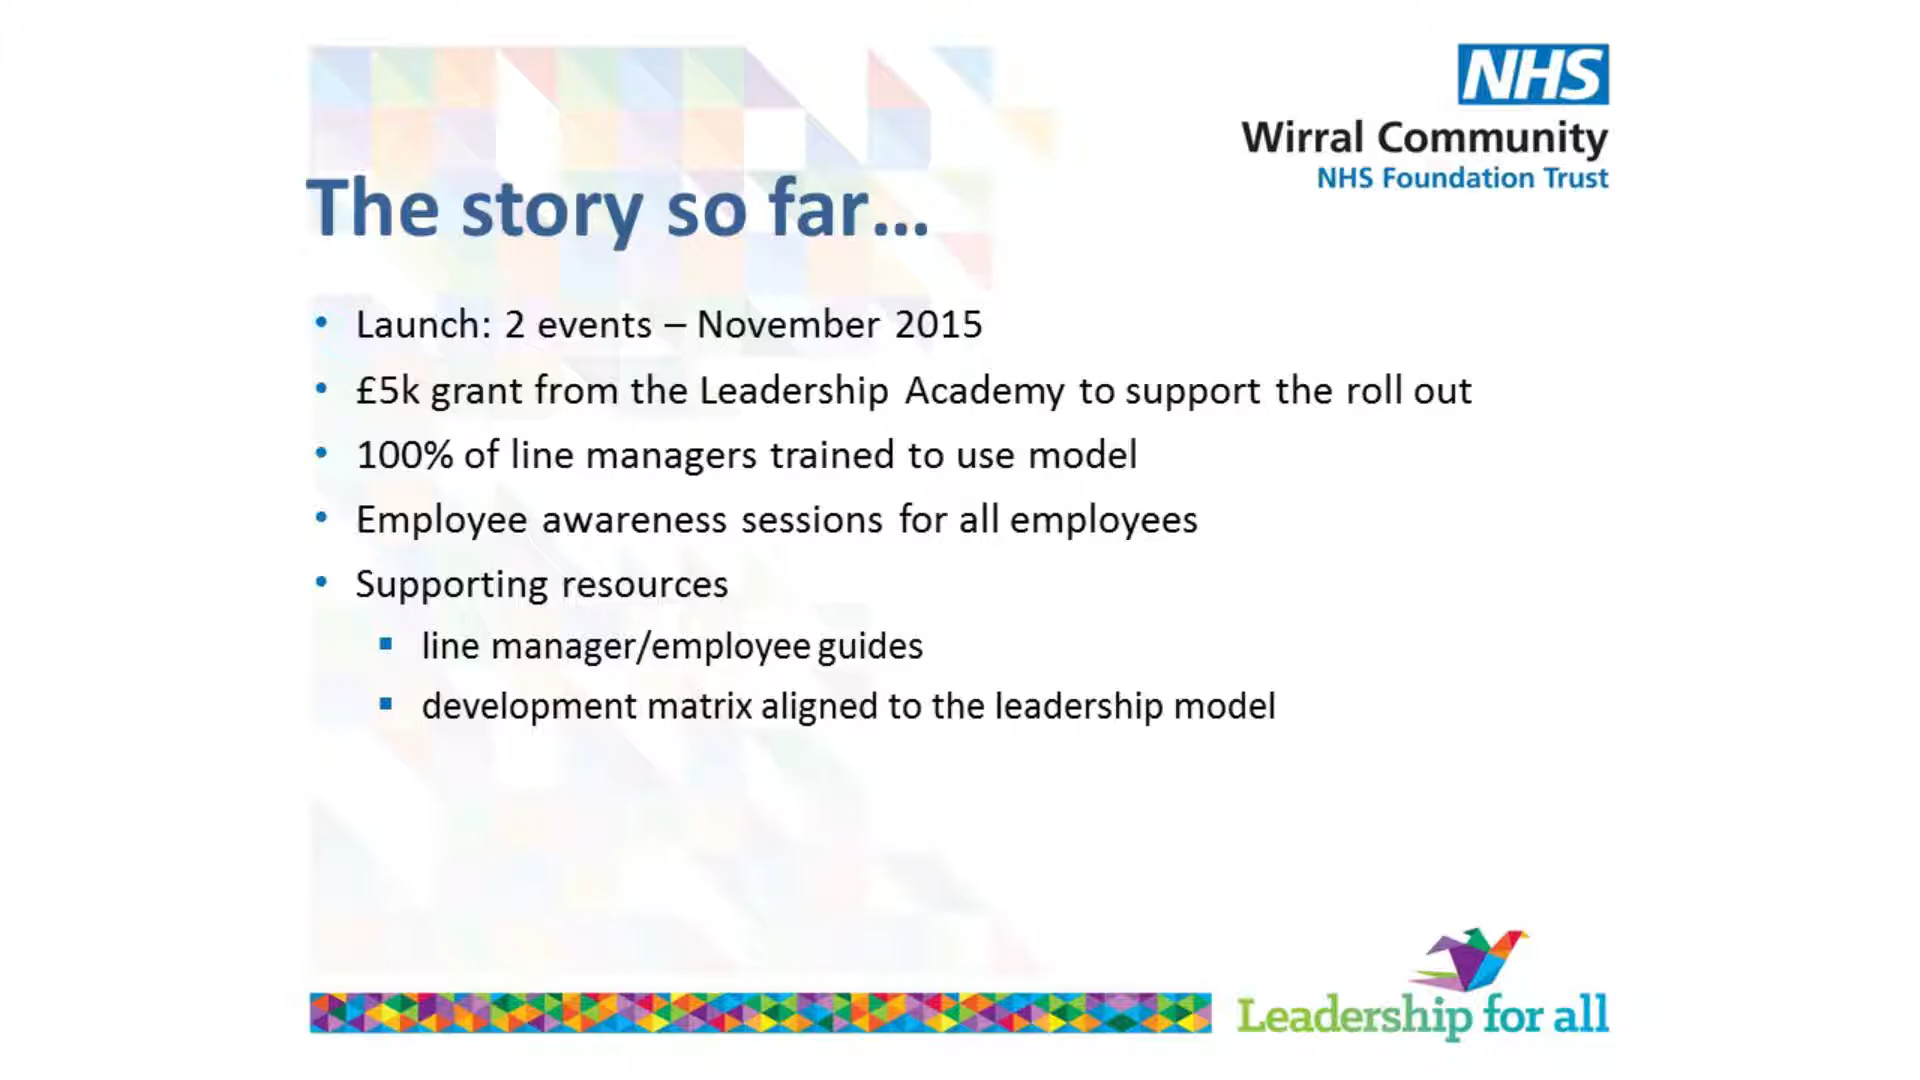 NHS
Wirral Community
NHS Foundation Trust
The story so far...
• Launch: 2 events – November 2015
• £5k grant from the Leadership Academy to support the roll out
• 100% of line managers trained to use model
• Employee awareness sessions for all employees
• Supporting resources
▪ line manager/employee guides
▪ development matrix aligned to the leadership model
Leadership for all